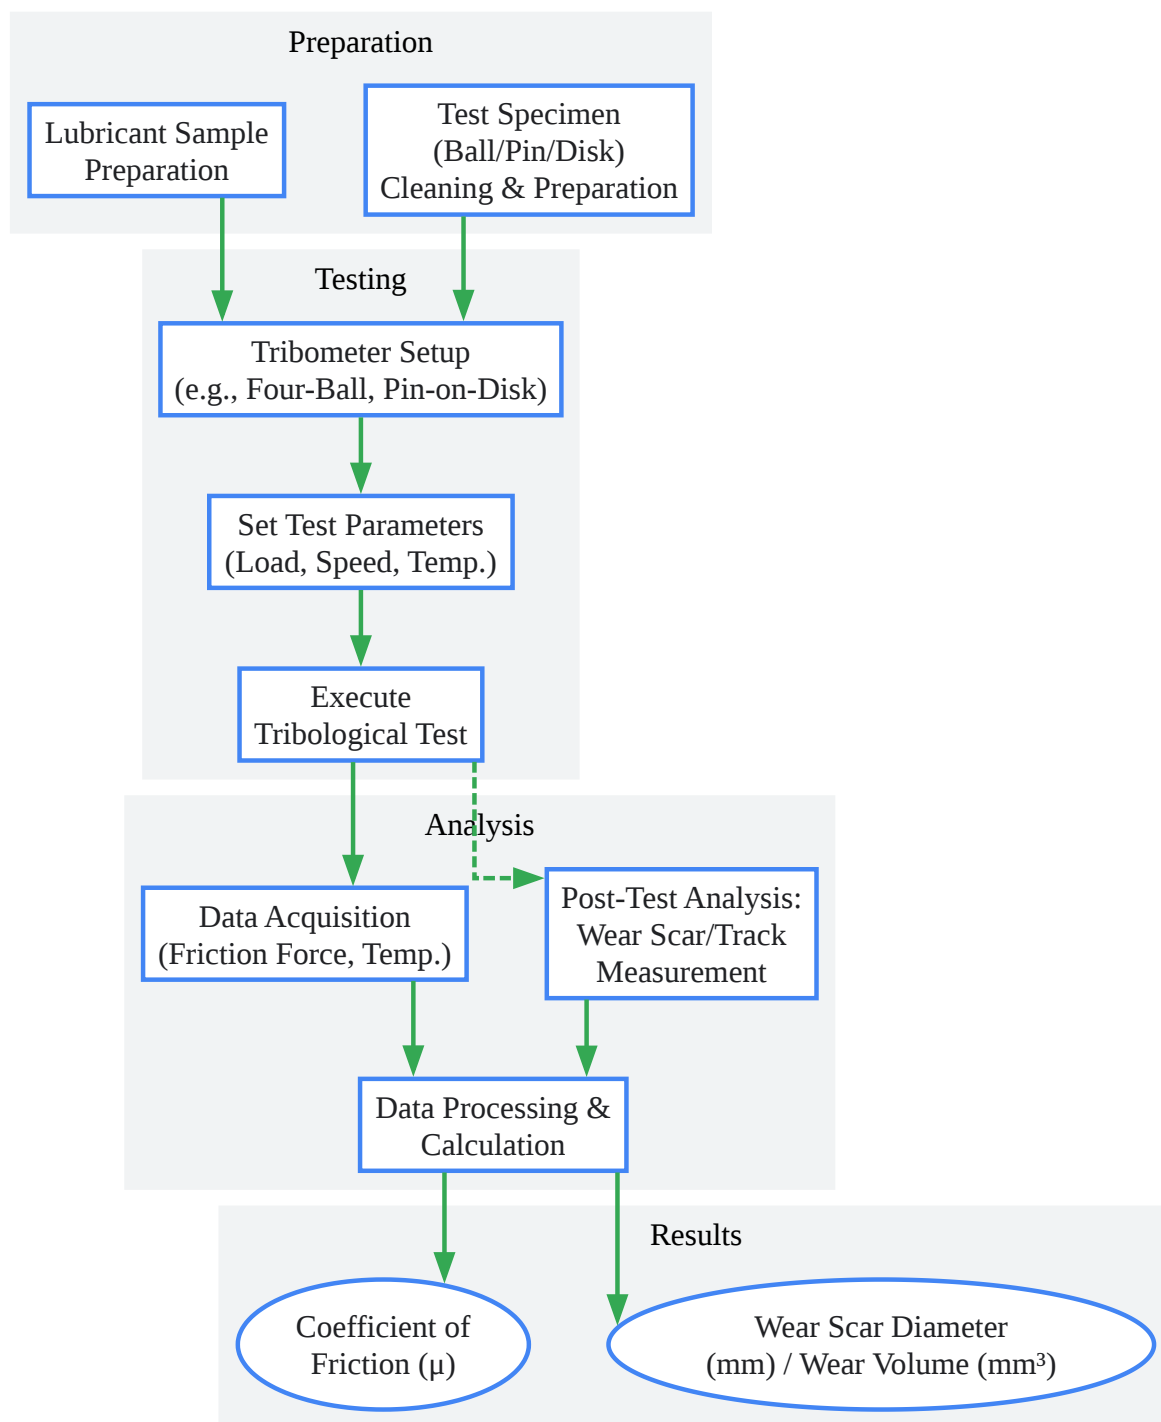 Preparation
Lubricant Sample
Preparation
Test Specimen
(Ball/Pin/Disk)
Cleaning & Preparation
Testing
Tribometer Setup
(e.g., Four-Ball, Pin-on-Disk)
Set Test Parameters
(Load, Speed, Temp.)
Execute
Tribological Test
Analysis
Data Acquisition
(Friction Force, Temp.)
Post-Test Analysis:
Wear Scar/Track
Measurement
Data Processing &
Calculation
Results
Coefficient of
Friction (μ)
Wear Scar Diameter
(mm) / Wear Volume (mm³)